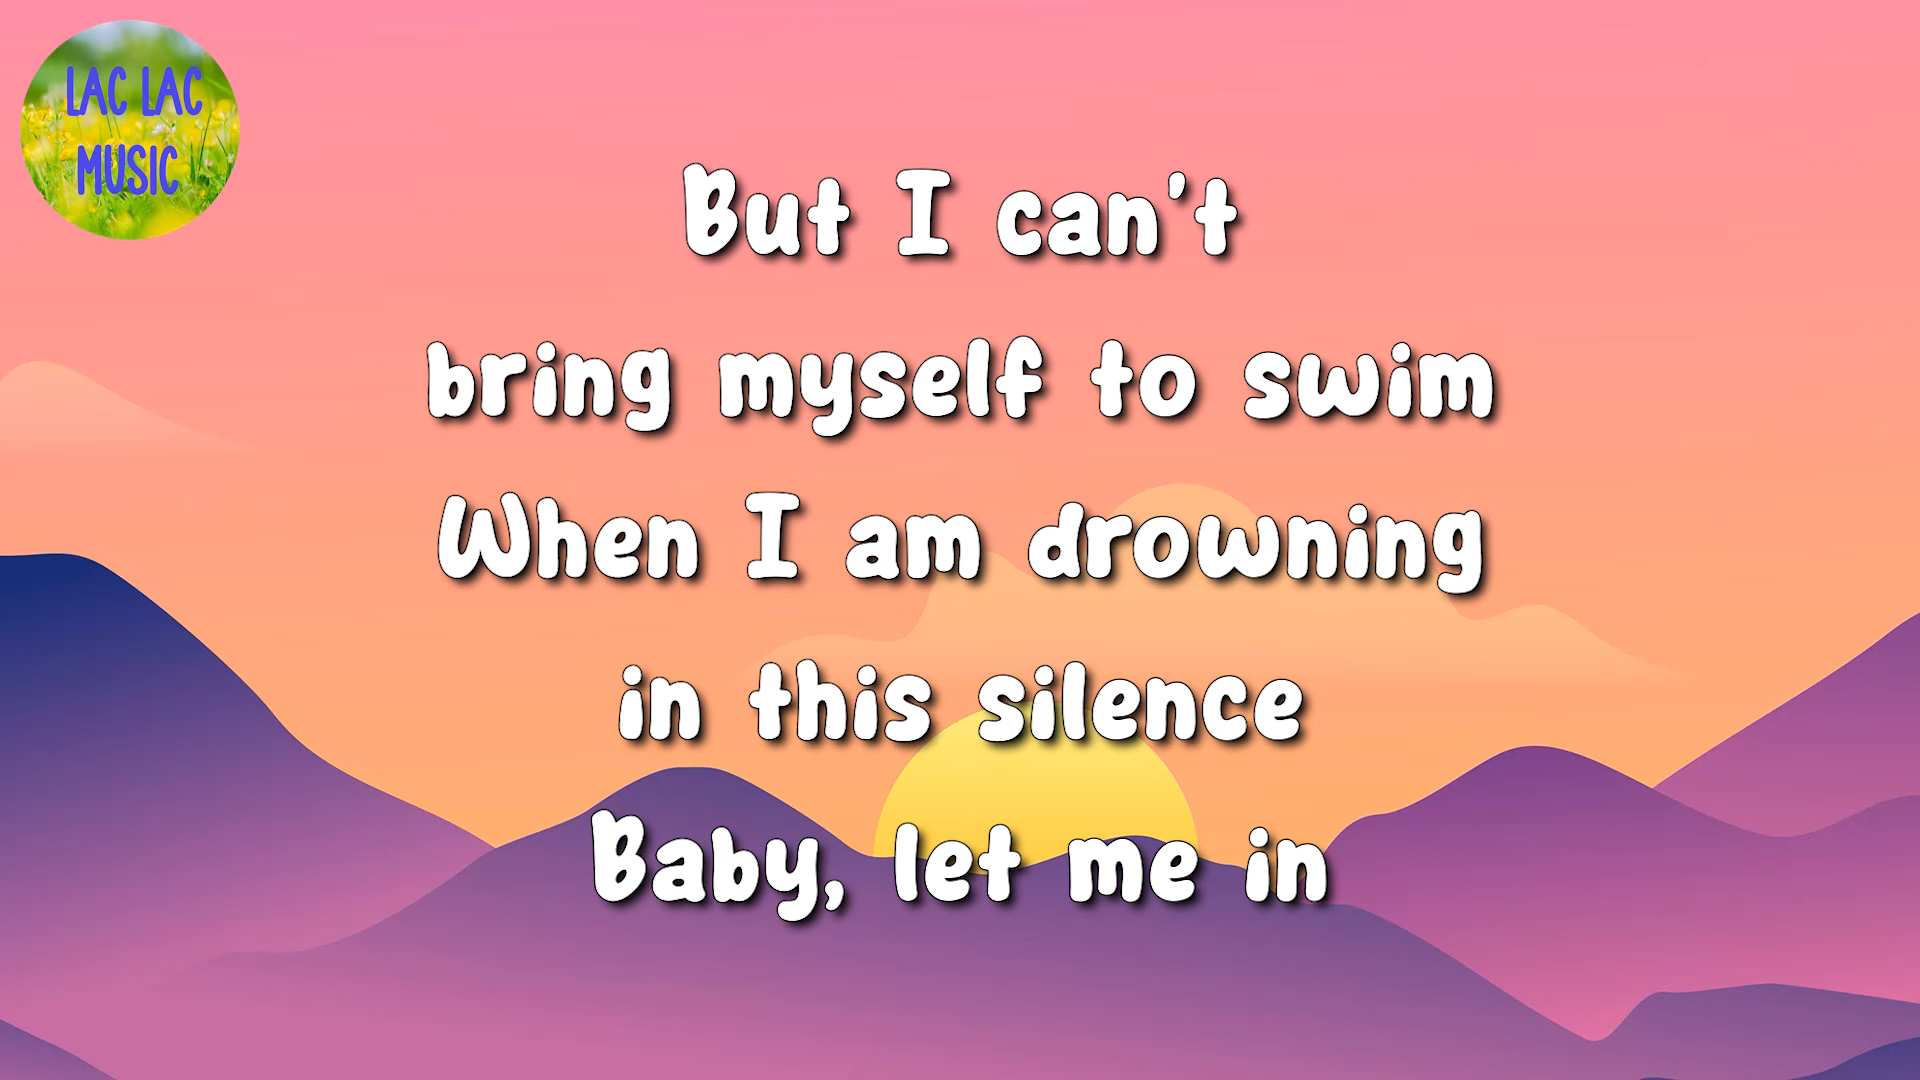 LAC LAC
MUSIC
But I can't
bring myself to swim
When I am drowning
in this silence
Baby, let me in